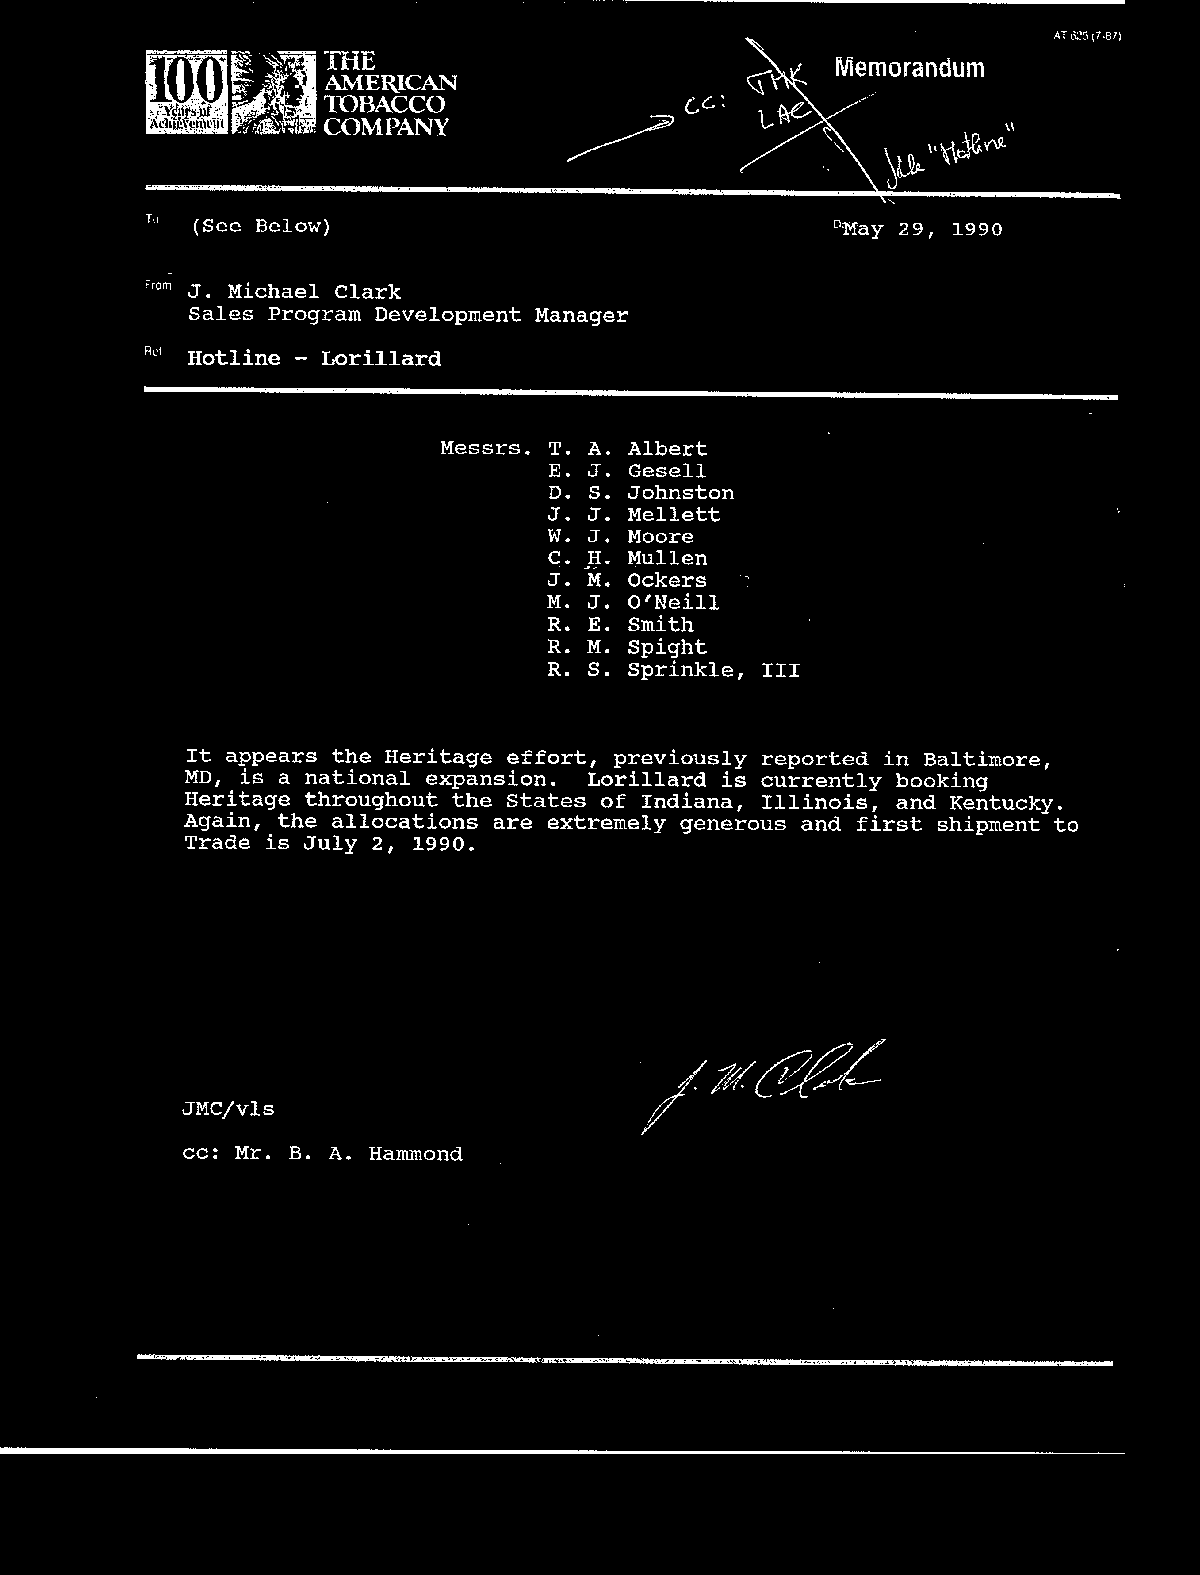 AT 625 (7-87)
100
Years of
Achievement
THE
AMERICAN
TOBACCO
COMPANY
Memorandum
cc: THK
LAC
"Hotline"
To (See Below)
May 29, 1990
From J. Michael Clark
Sales Program Development Manager
Ref Hotline - Lorillard
Messrs. T. A. Albert
E. J. Gesell
D. S. Johnston
J. J. Mellett
W. J. Moore
C. H. Mullen
J. M. Ockers
M. J. O'Neill
R. E. Smith
R. M. Spight
R. S. Sprinkle, III
It appears the Heritage effort, previously reported in Baltimore,
MD, is a national expansion. Lorillard is currently booking
Heritage throughout the States of Indiana, Illinois, and Kentucky.
Again, the allocations are extremely generous and first shipment to
Trade is July 2, 1990.
J. M. Clark
JMC/vls
cc: Mr. B. A. Hammond